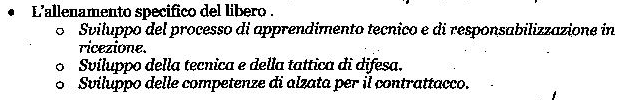 • L'allenamento specifico del libero .
o Sviluppo del processo di apprendimento tecnico e di responsabilizzazione in
ricezione.
o Sviluppo della tecnica e della tattica di difesa.
o Sviluppo delle competenze di alzata per il contrattacco.